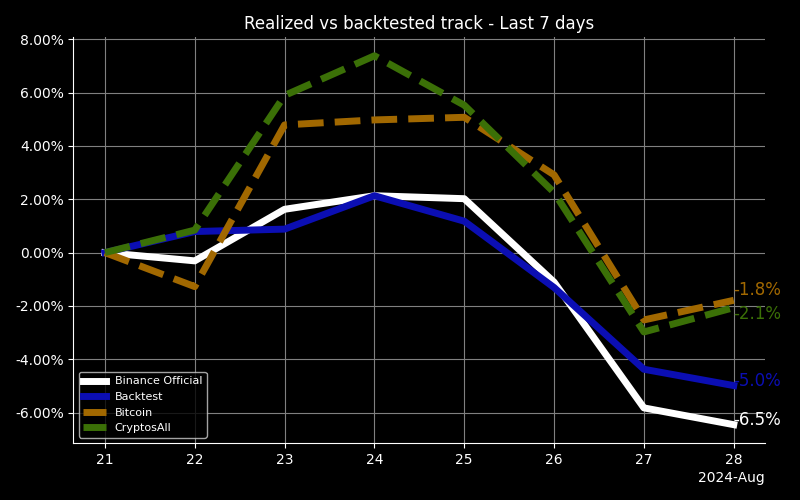 Realized vs backtested track - Last 7 days
8.00%
6.00%
4.00%
2.00%
0.00%
-2.00%
-4.00%
-6.00%
-1.8%
-2.1%
-5.0%
-6.5%
Binance Official
Backtest
Bitcoin
CryptosAll
21 22 23 24 25 26 27 28
2024-Aug